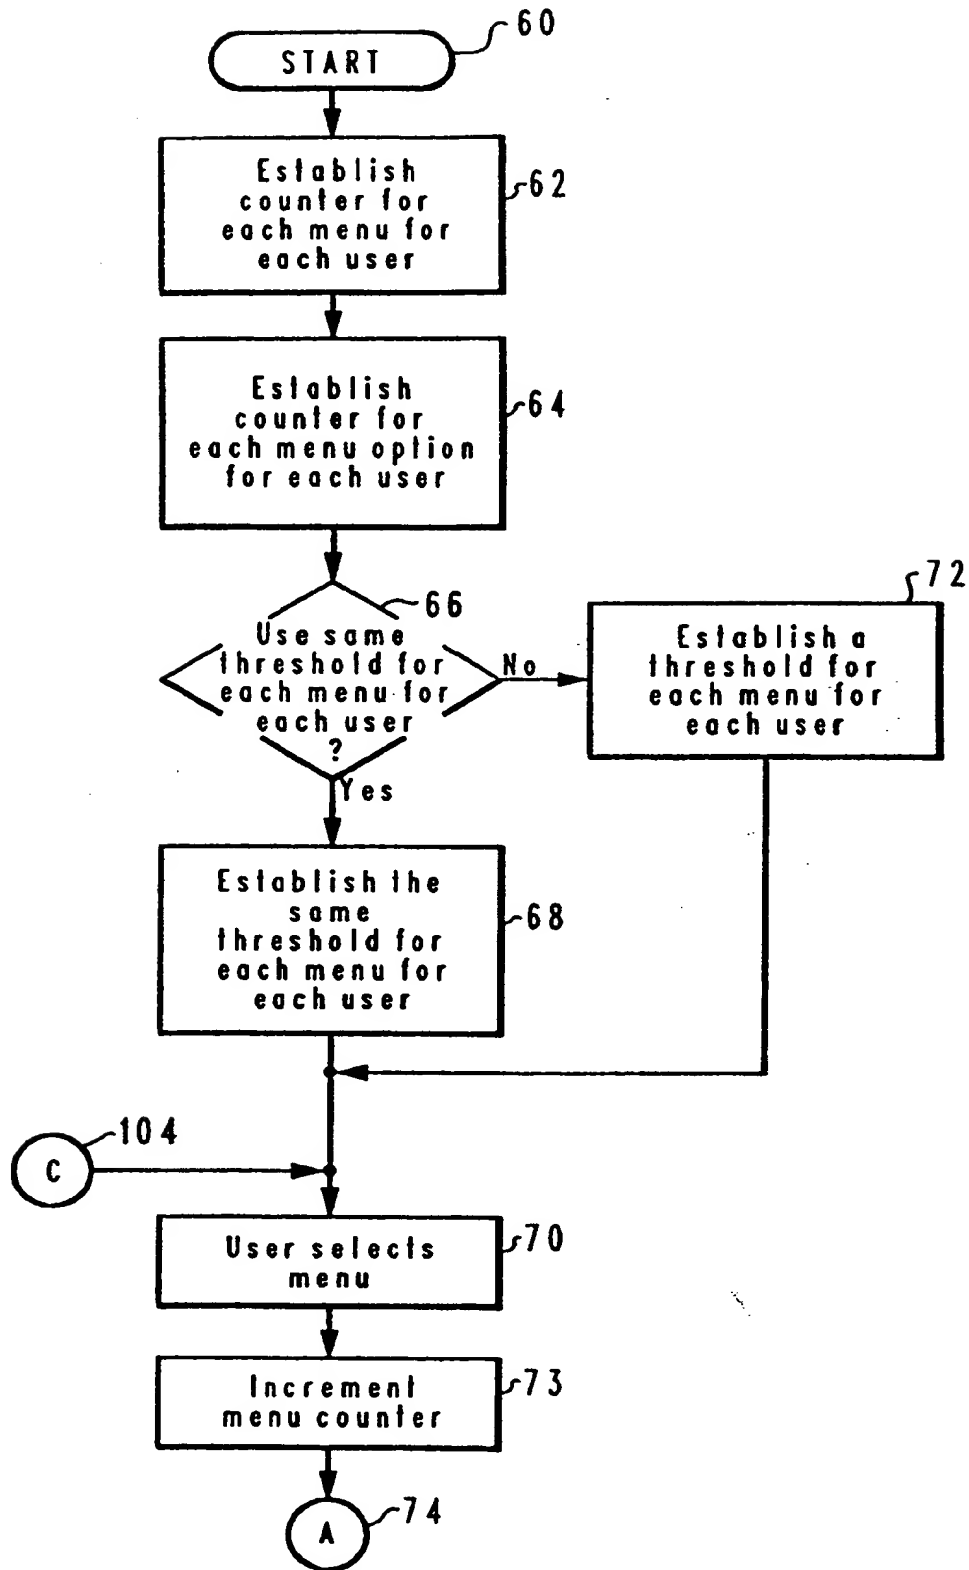 60
START
Establish
counter for
each menu for
each user
62
Establish
counter for
each menu option
for each user
64
66
Use same
threshold for
each menu for
each user
?
No
Yes
72
Establish a
threshold for
each menu for
each user
Establish the
same
threshold for
each menu for
each user
68
104
C
User selects
menu
70
Increment
menu counter
73
A
74